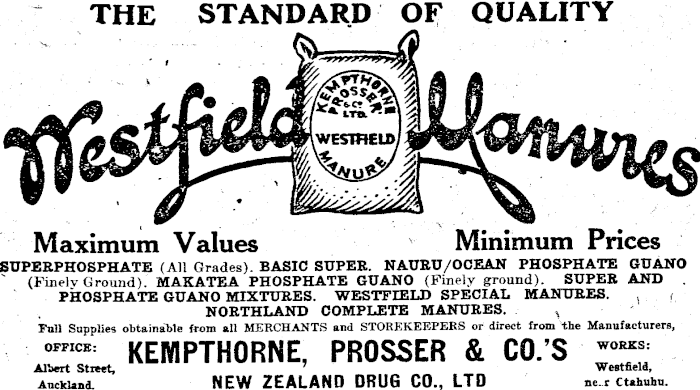 THE STANDARD OF QUALITY
Westfield Manures
KEMPTHORNE
PROSSER
& Co.
LTD.
WESTFIELD
MANURE
Maximum Values
Minimum Prices
SUPERPHOSPHATE (All Grades). BASIC SUPER. NAURU/OCEAN PHOSPHATE GUANO
(Finely Ground). MAKATEA PHOSPHATE GUANO (Finely ground). SUPER AND
PHOSPHATE GUANO MIXTURES. WESTFIELD SPECIAL MANURES.
NORTHLAND COMPLETE MANURES.
Full Supplies obtainable from all MERCHANTS and STOREKEEPERS or direct from the Manufacturers,
OFFICE:
Albert Street,
Auckland.
KEMPTHORNE, PROSSER & CO.'S
NEW ZEALAND DRUG CO., LTD
WORKS:
Westfield,
ne..r Ctahuhu.